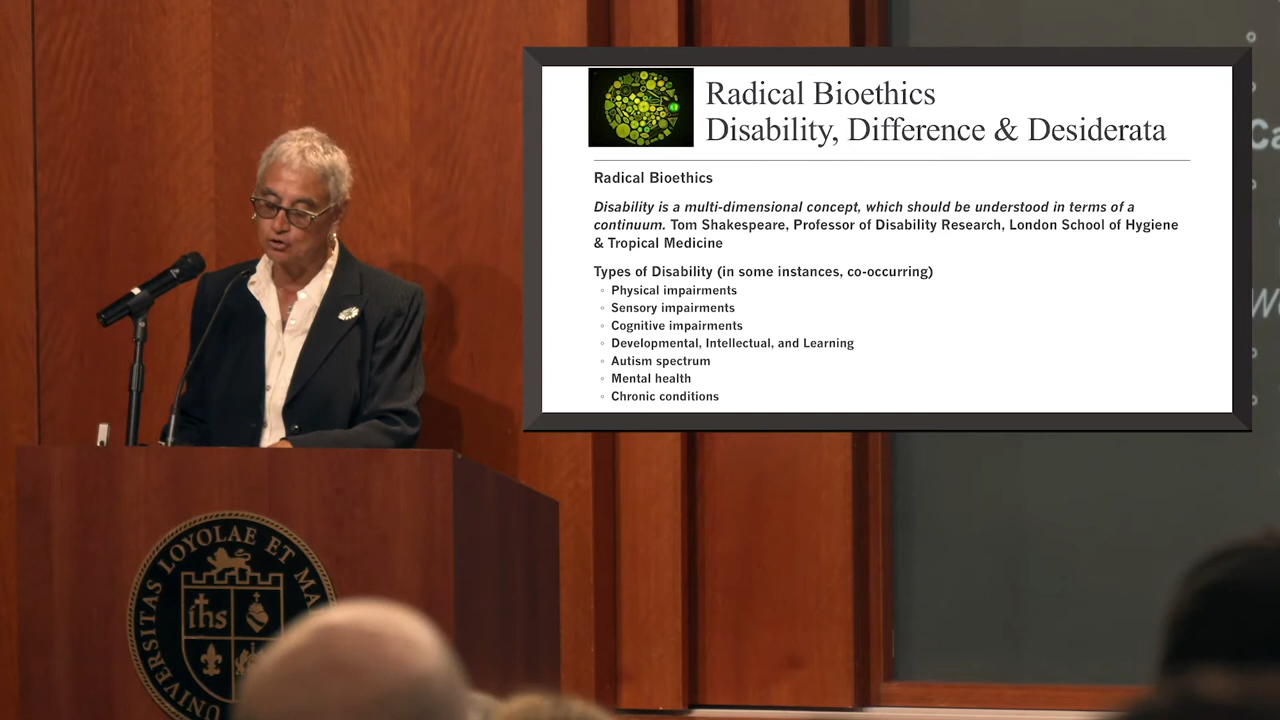 Radical Bioethics
Disability, Difference & Desiderata
Radical Bioethics
Disability is a multi-dimensional concept, which should be understood in terms of a
continuum. Tom Shakespeare, Professor of Disability Research, London School of Hygiene
& Tropical Medicine
Types of Disability (in some instances, co-occurring)
◦ Physical impairments
◦ Sensory impairments
◦ Cognitive impairments
◦ Developmental, Intellectual, and Learning
◦ Autism spectrum
◦ Mental health
◦ Chronic conditions
UNIVERSITAS LOYOLAE ET
ihs